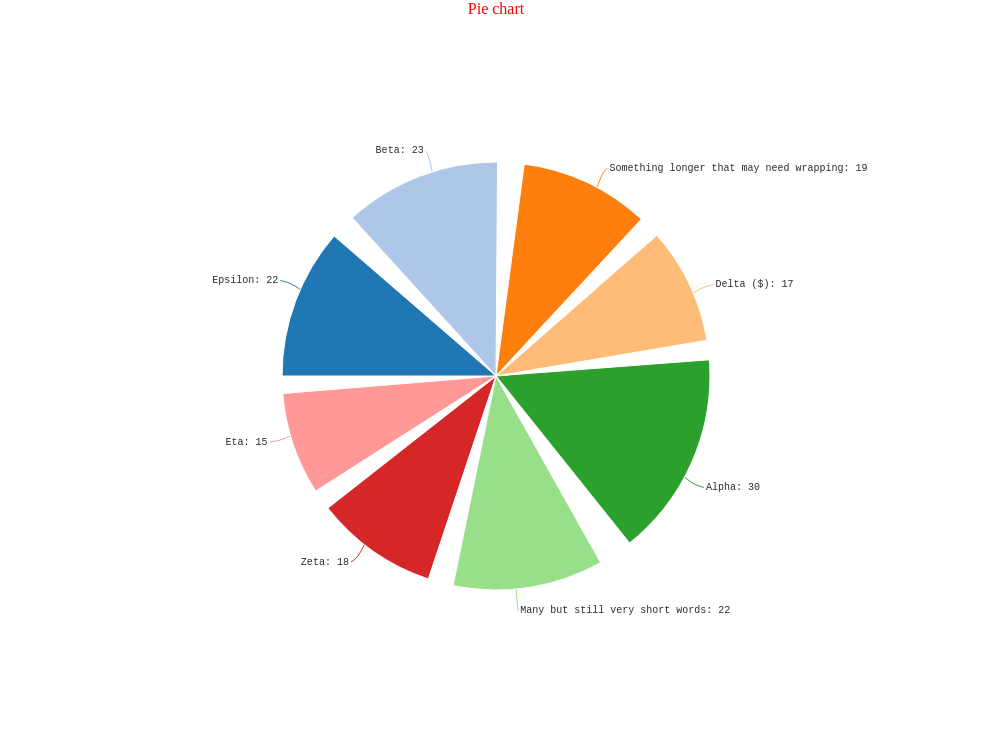 Pie chart
Beta: 23
Something longer that may need wrapping: 19
Epsilon: 22
Delta ($): 17
Eta: 15
Alpha: 30
Zeta: 18
Many but still very short words: 22